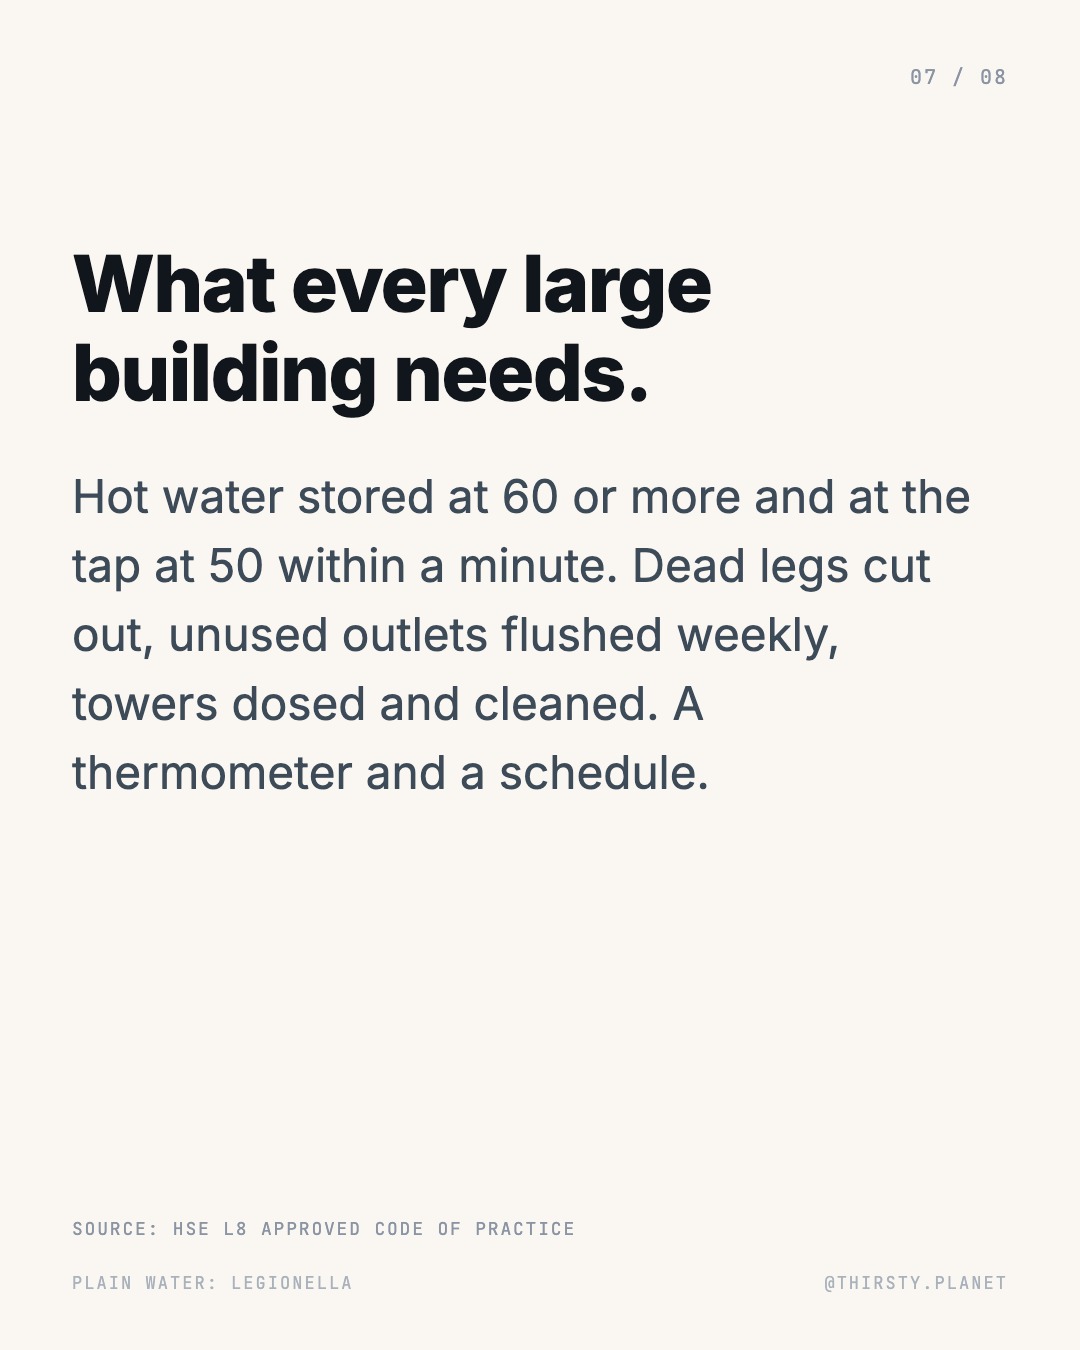 07 / 08
What every large
building needs.
Hot water stored at 60 or more and at the
tap at 50 within a minute. Dead legs cut
out, unused outlets flushed weekly,
towers dosed and cleaned. A
thermometer and a schedule.
SOURCE: HSE L8 APPROVED CODE OF PRACTICE
PLAIN WATER: LEGIONELLA
@THIRSTY.PLANET